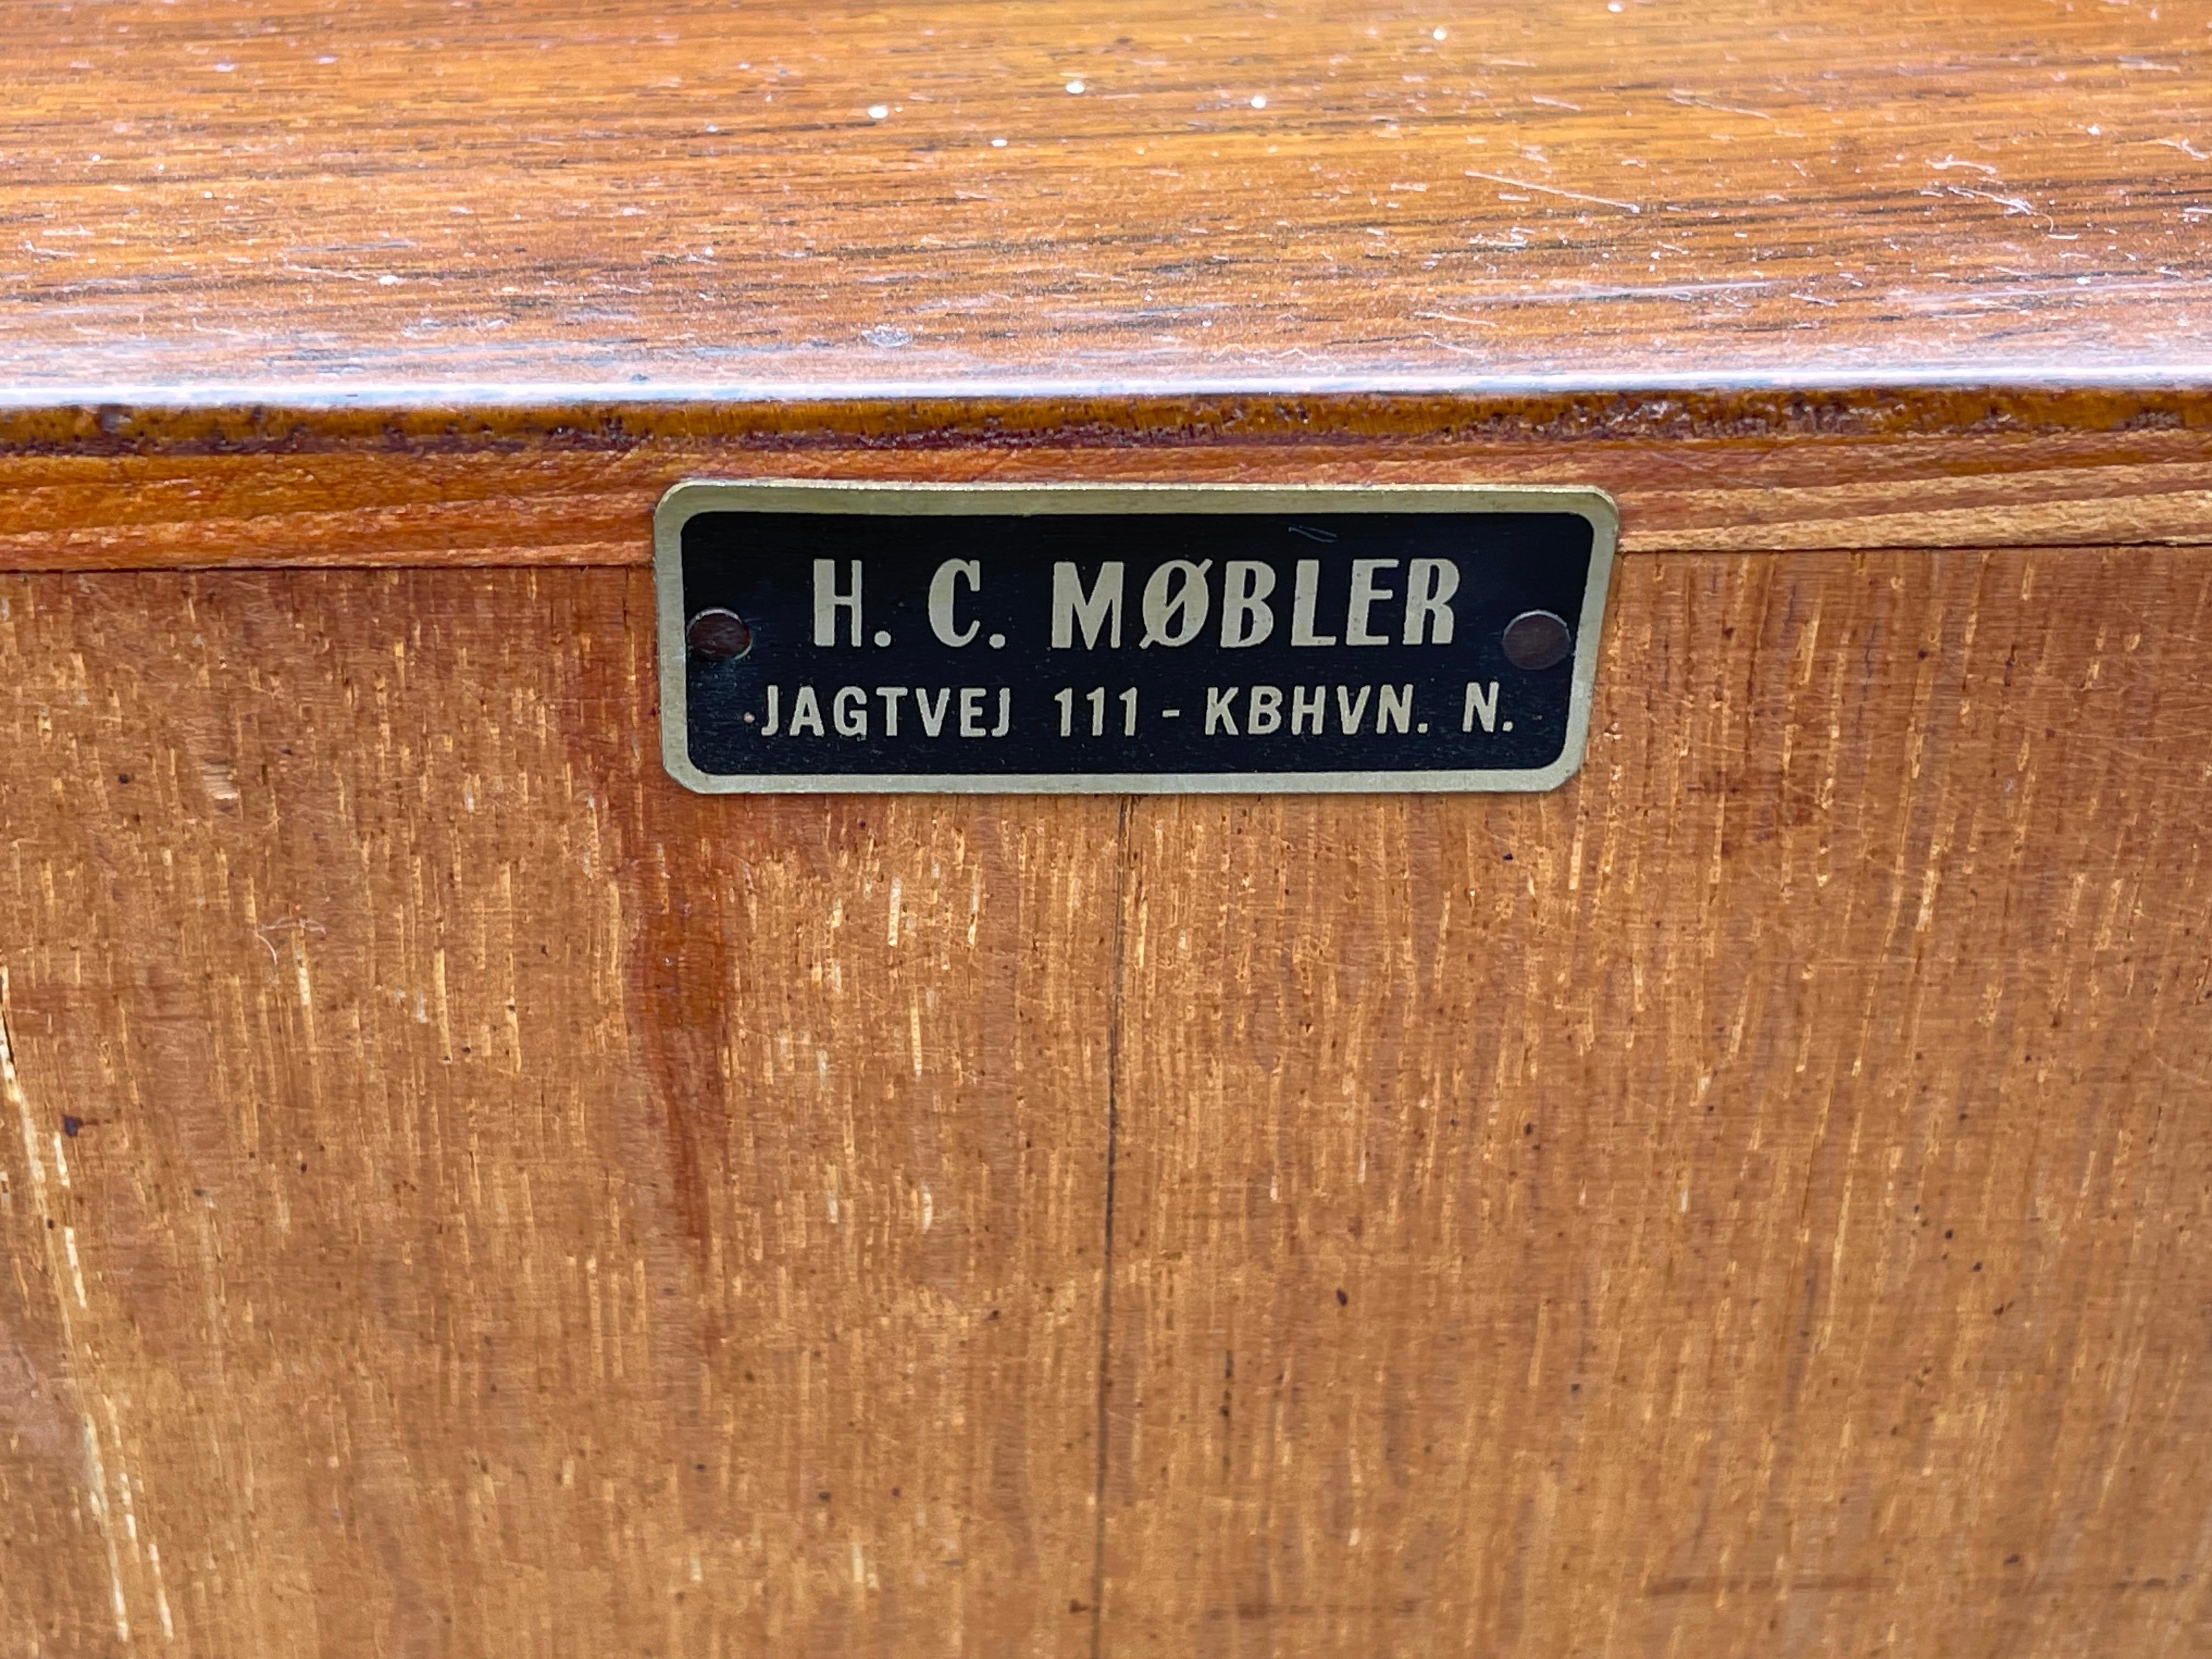 H. C. MØBLER
JAGTVEJ 111 - KBHVN. N.